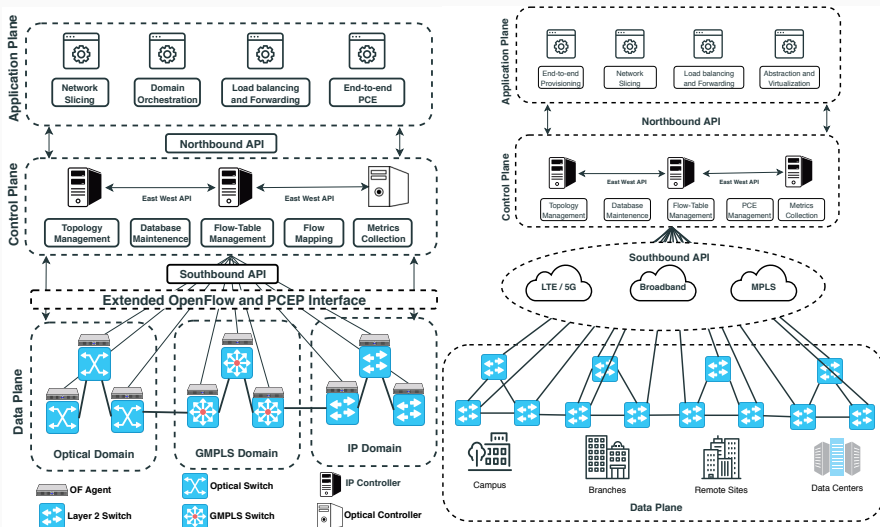 Application Plane
Network
Slicing
Domain
Orchestration
Load balancing
and Forwarding
End-to-end
PCE
Northbound API
Control Plane
East West API
East West API
Topology
Management
Database
Maintenence
Flow-Table
Management
Flow
Mapping
Metrics
Collection
Southbound API
Extended OpenFlow and PCEP Interface
Data Plane
Optical Domain
GMPLS Domain
IP Domain
OF Agent
Optical Switch
IP Controller
Layer 2 Switch
GMPLS Switch
Optical Controller
Application Plane
End-to-end
Provisioning
Network
Slicing
Load balancing
and Forwarding
Abstraction and
Virtualization
Northbound API
Control Plane
East West API
East West API
Topology
Management
Database
Maintenence
Flow-Table
Management
PCE
Management
Metrics
Collection
Southbound API
LTE / 5G
Broadband
MPLS
Campus
Branches
Remote Sites
Data Centers
Data Plane